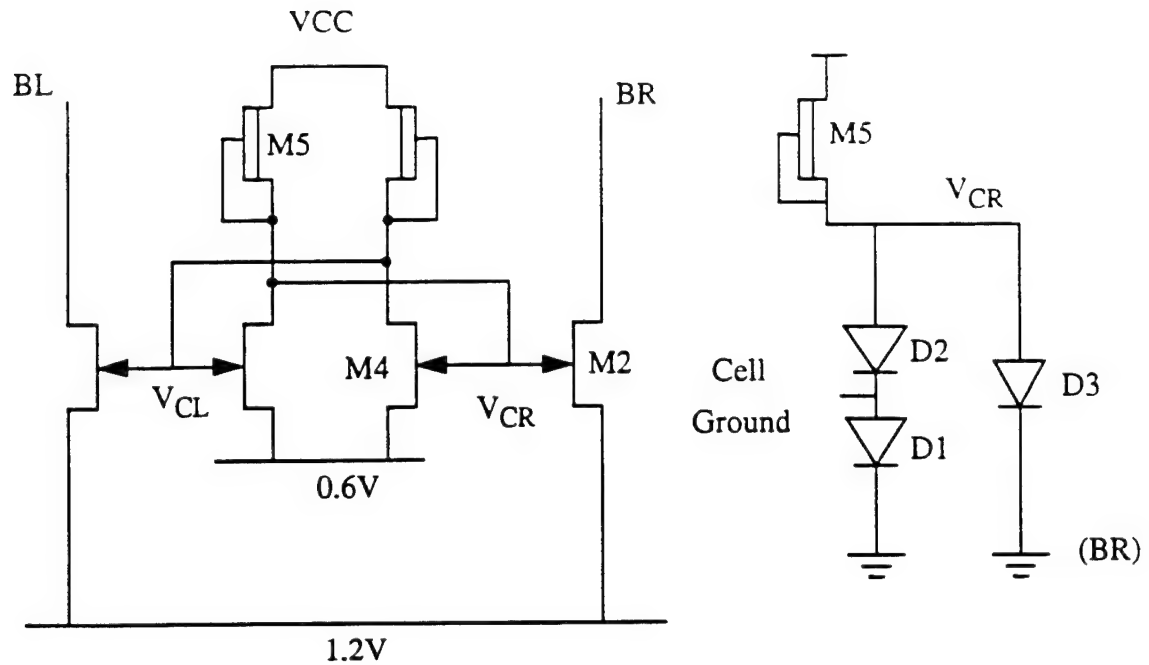 VCC
BL
BR
M5
M4
M2
V_CL
V_CR
0.6V
1.2V
M5
V_CR
D2
Cell
Ground
D3
D1
(BR)